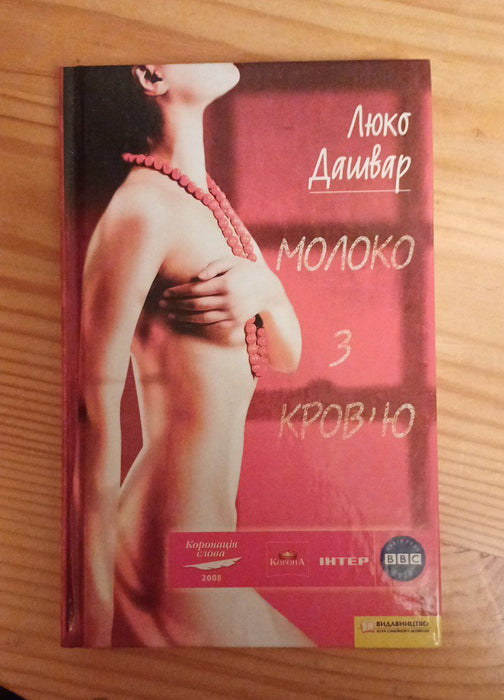 Люко
Дашвар
МОЛОКО
З
КРОВ'Ю
Коронація
слова
2008
КОРОНА
ІНТЕР
BBC
ВИДАВНИЦТВО